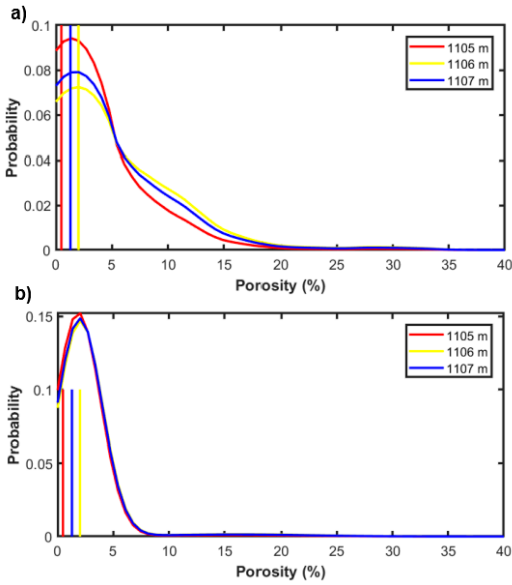 a)
0.1
0.08
0.06
0.04
0.02
0
Probability
1105 m
1106 m
1107 m
0 5 10 15 20 25 30 35 40
Porosity (%)
b)
0.15
0.1
0.05
0
Probability
1105 m
1106 m
1107 m
0 5 10 15 20 25 30 35 40
Porosity (%)